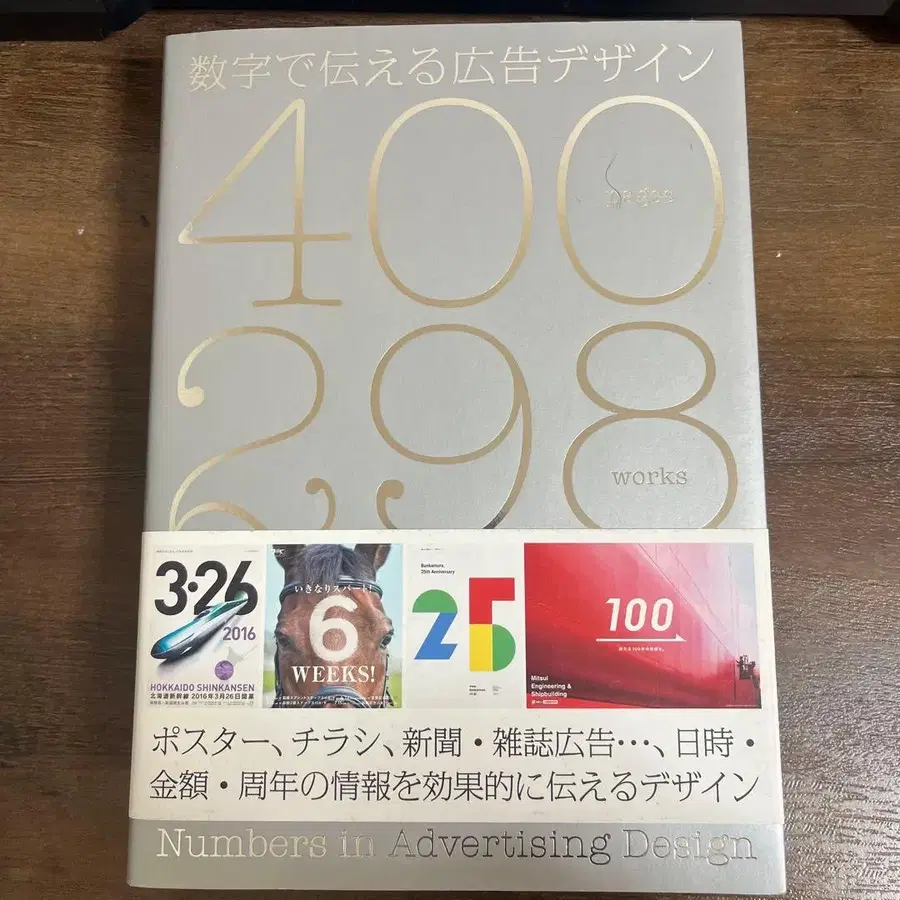 数字で伝える広告デザイン
400
pages
298
works
3·26
2016
HOKKAIDO SHINKANSEN
北海道新幹線 2016年3月26日開業
いきなりスパート!
6
WEEKS!
Bunkamura
25th Anniversary
25
100
Mitsui
Engineering &
Shipbuilding
ポスター、チラシ、新聞・雑誌広告…、日時・
金額・周年の情報を効果的に伝えるデザイン
Numbers in Advertising Design